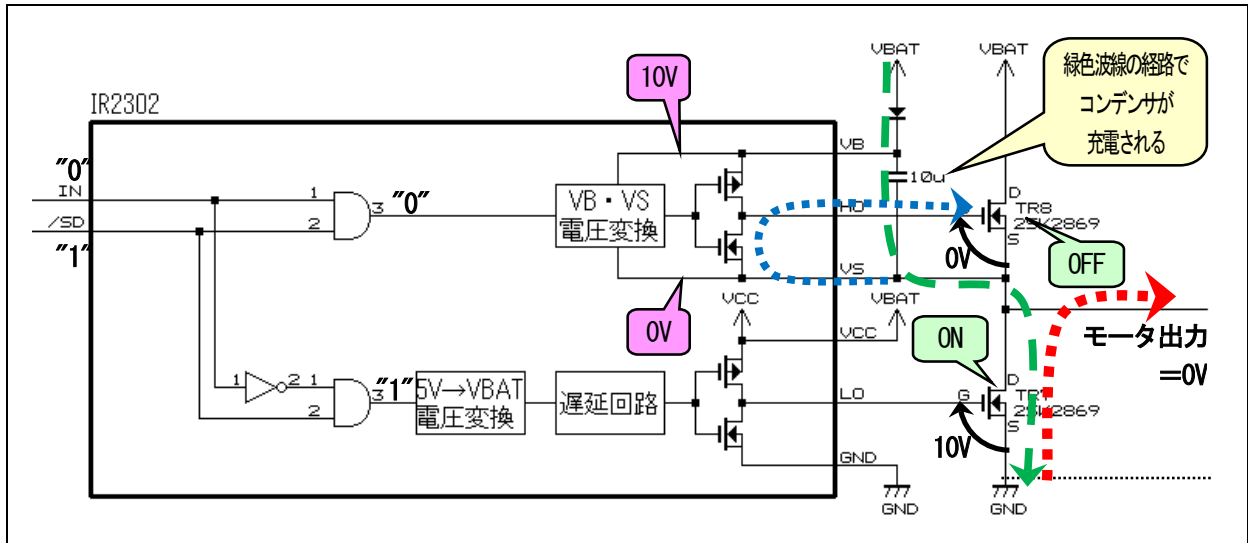 VBAT
VBAT
10V
緑色波線の経路で
コンデンサが
充電される
IR2302
VB
"0"
IN
1
3
"0"
2
/SD
"1"
VB・VS
電圧変換
10u
HO
D
TR8
2SK2869
S
0V
OFF
VS
VCC
VBAT
0V
VCC
ON
モータ出力
=0V
1
2
1
3
"1"
2
5V→VBAT
電圧変換
遅延回路
LO
G
D
TR7
2SK2869
S
10V
GND
GND
GND